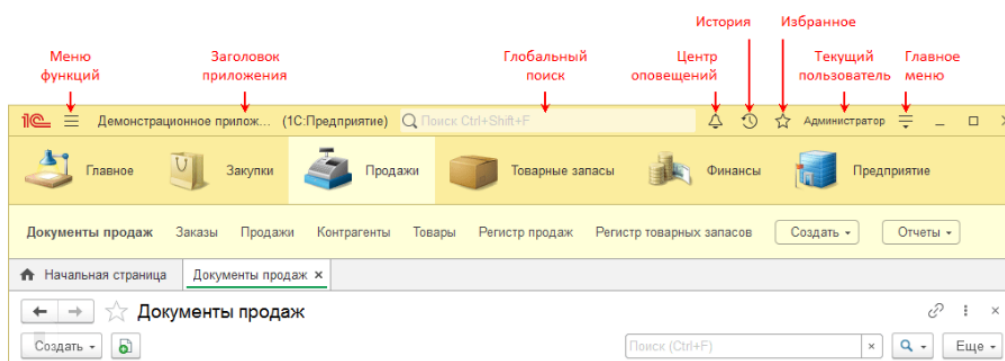 История Избранное
Меню функций
Заголовок приложения
Глобальный поиск
Центр оповещений
Текущий пользователь
Главное меню
1С Демонстрационное прилож... (1С:Предприятие) Поиск Ctrl+Shift+F Администратор
Главное Закупки Продажи Товарные запасы Финансы Предприятие
Документы продаж Заказы Продажи Контрагенты Товары Регистр продаж Регистр товарных запасов Создать Отчеты
Начальная страница Документы продаж ×
Документы продаж
Создать Поиск (Ctrl+F) × Еще